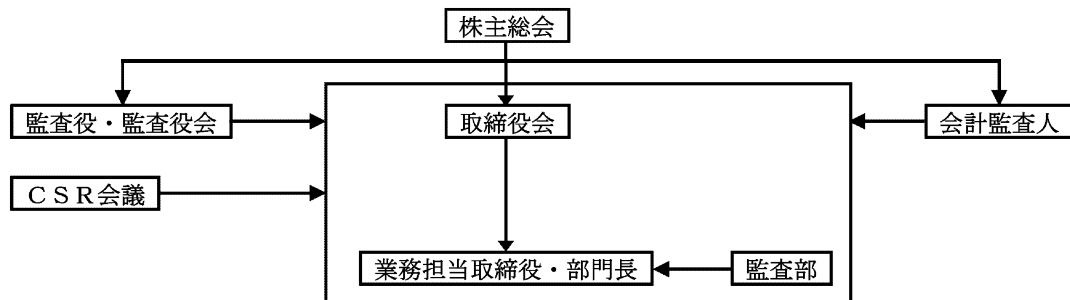 株主総会
監査役・監査役会
取締役会
会計監査人
ＣＳＲ会議
業務担当取締役・部門長
監査部